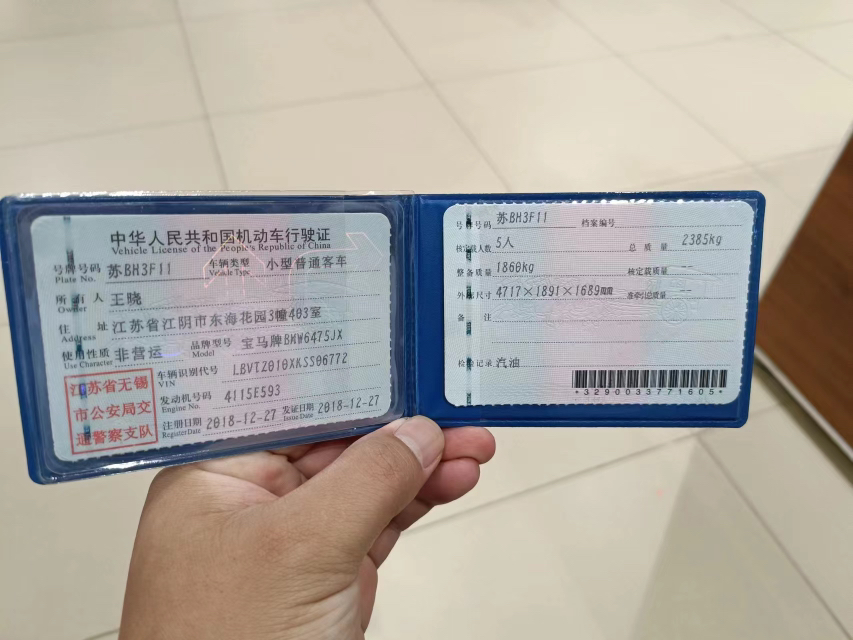 中华人民共和国机动车行驶证
Vehicle License of the People's Republic of China
号牌号码 苏BH3F11 车辆类型 小型普通客车
Plate No. Vehicle Type
所有人 王晓
Owner
住址 江苏省江阴市东海花园3幢403室
Address
使用性质 非营运 品牌型号 宝马牌BMW6475JX
Use Character Model
车辆识别代号 LBVTZ010XKSS06772
VIN
发动机号码 4115E593
Engine No.
注册日期 2018-12-27 发证日期 2018-12-27
Register Date Issue Date
江苏省无锡
市公安局交
通警察支队
号牌号码 苏BH3F11 档案编号
核定载人数 5人 总质量 2385kg
整备质量 1860kg 核定载质量 --
外廓尺寸 4717×1891×1689 准牵引总质量 --
备注
检验记录 汽油
*3290033771605*